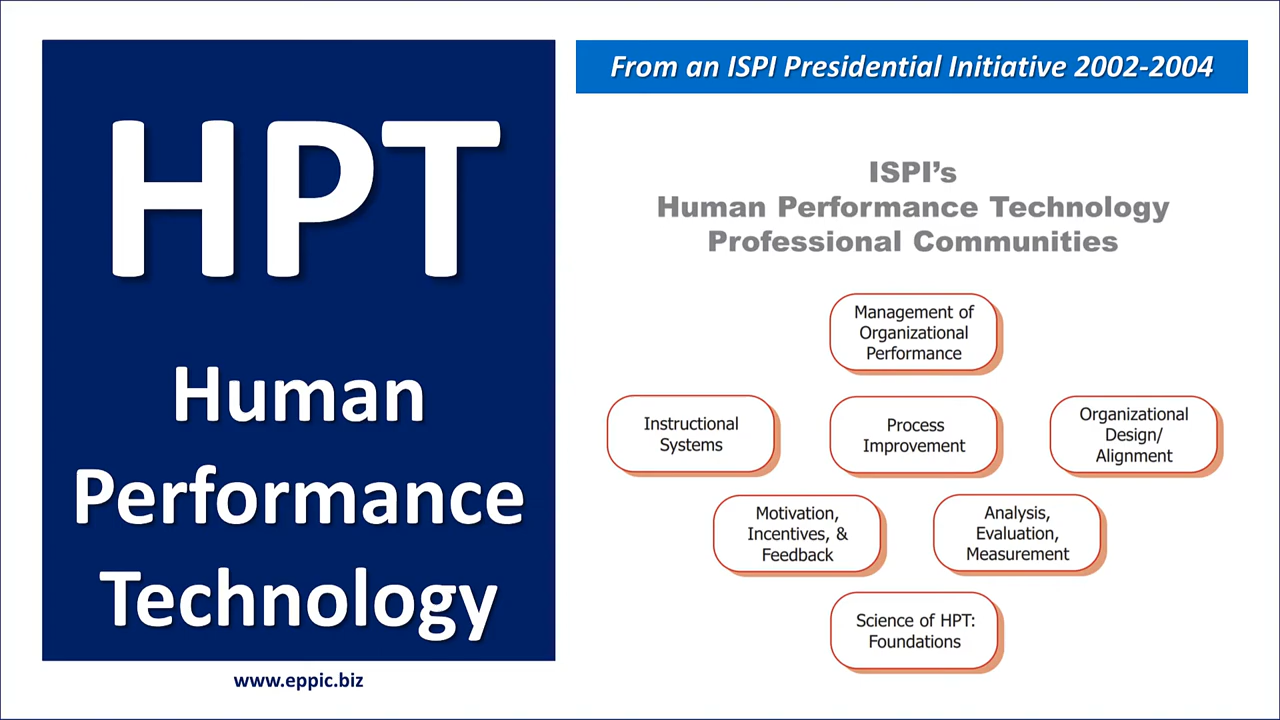 HPT
Human
Performance
Technology
www.eppic.biz
From an ISPI Presidential Initiative 2002-2004
ISPI’s
Human Performance Technology
Professional Communities
Management of
Organizational
Performance
Instructional
Systems
Process
Improvement
Organizational
Design/
Alignment
Motivation,
Incentives, &
Feedback
Analysis,
Evaluation,
Measurement
Science of HPT:
Foundations